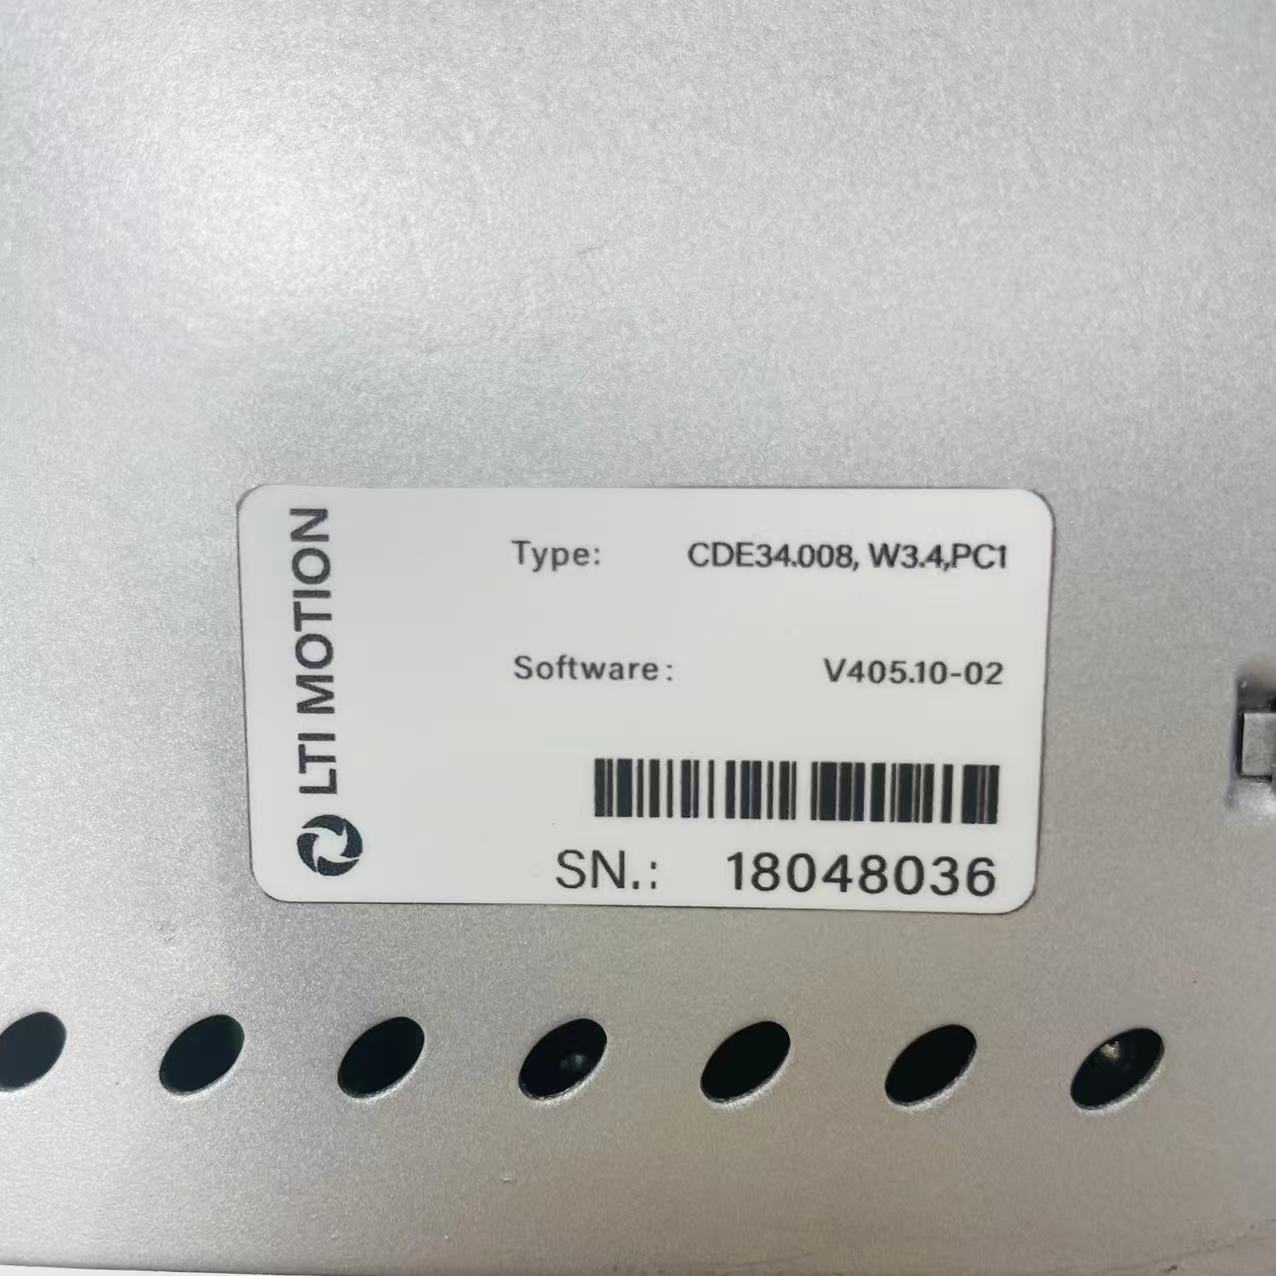 LTI MOTION
Type: CDE34.008, W3.4,PC1
Software: V405.10-02
SN.: 18048036